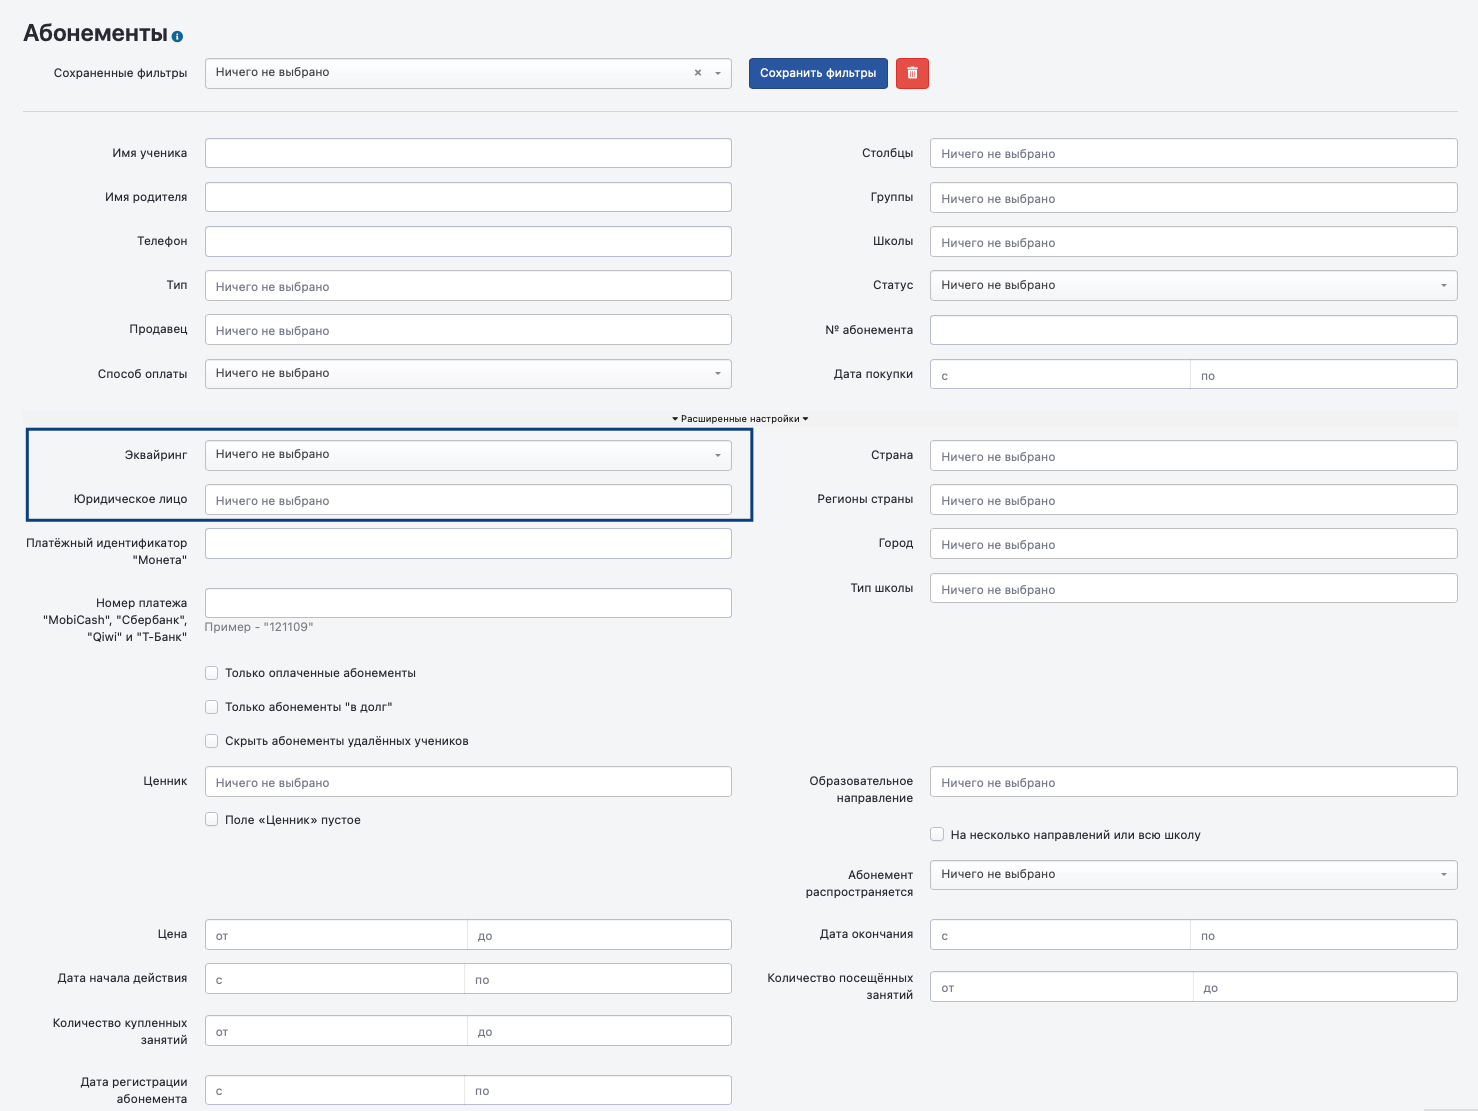 Абонементы
Сохраненные фильтры
Ничего не выбрано
Сохранить фильтры
Имя ученика
Столбцы
Ничего не выбрано
Имя родителя
Группы
Ничего не выбрано
Телефон
Школы
Ничего не выбрано
Тип
Ничего не выбрано
Статус
Ничего не выбрано
Продавец
Ничего не выбрано
№ абонемента
Способ оплаты
Ничего не выбрано
Дата покупки
с
по
Расширенные настройки
Эквайринг
Ничего не выбрано
Страна
Ничего не выбрано
Юридическое лицо
Ничего не выбрано
Регионы страны
Ничего не выбрано
Платёжный идентификатор
"Монета"
Город
Ничего не выбрано
Тип школы
Ничего не выбрано
Номер платежа
"MobiCash", "Сбербанк",
"Qiwi" и "Т-Банк"
Пример - "121109"
Только оплаченные абонементы
Только абонементы "в долг"
Скрыть абонементы удалённых учеников
Ценник
Ничего не выбрано
Образовательное
направление
Ничего не выбрано
Поле «Ценник» пустое
На несколько направлений или всю школу
Абонемент
распространяется
Ничего не выбрано
Цена
от
до
Дата окончания
с
по
Дата начала действия
с
по
Количество посещённых
занятий
от
до
Количество купленных
занятий
от
до
Дата регистрации
абонемента
с
по